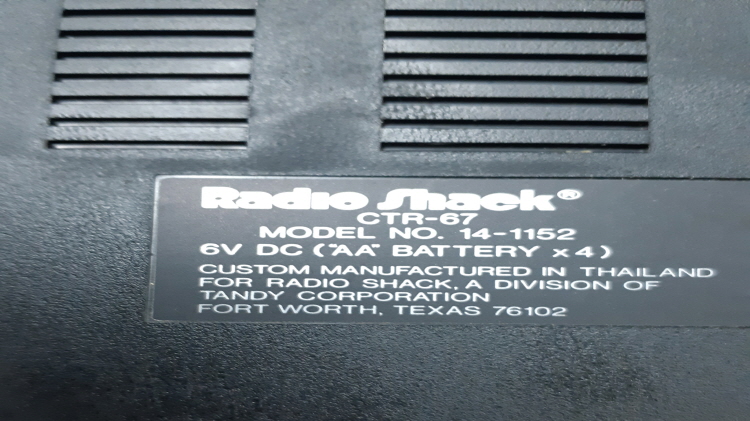 Radio Shack®
CTR-67
MODEL NO. 14-1152
6V DC ("AA" BATTERY x 4)
CUSTOM MANUFACTURED IN THAILAND
FOR RADIO SHACK, A DIVISION OF
TANDY CORPORATION
FORT WORTH, TEXAS 76102